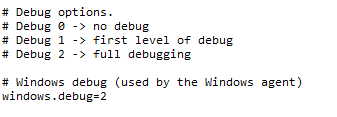 # Debug options.
# Debug 0 -> no debug
# Debug 1 -> first level of debug
# Debug 2 -> full debugging
# Windows debug (used by the Windows agent)
windows.debug=2